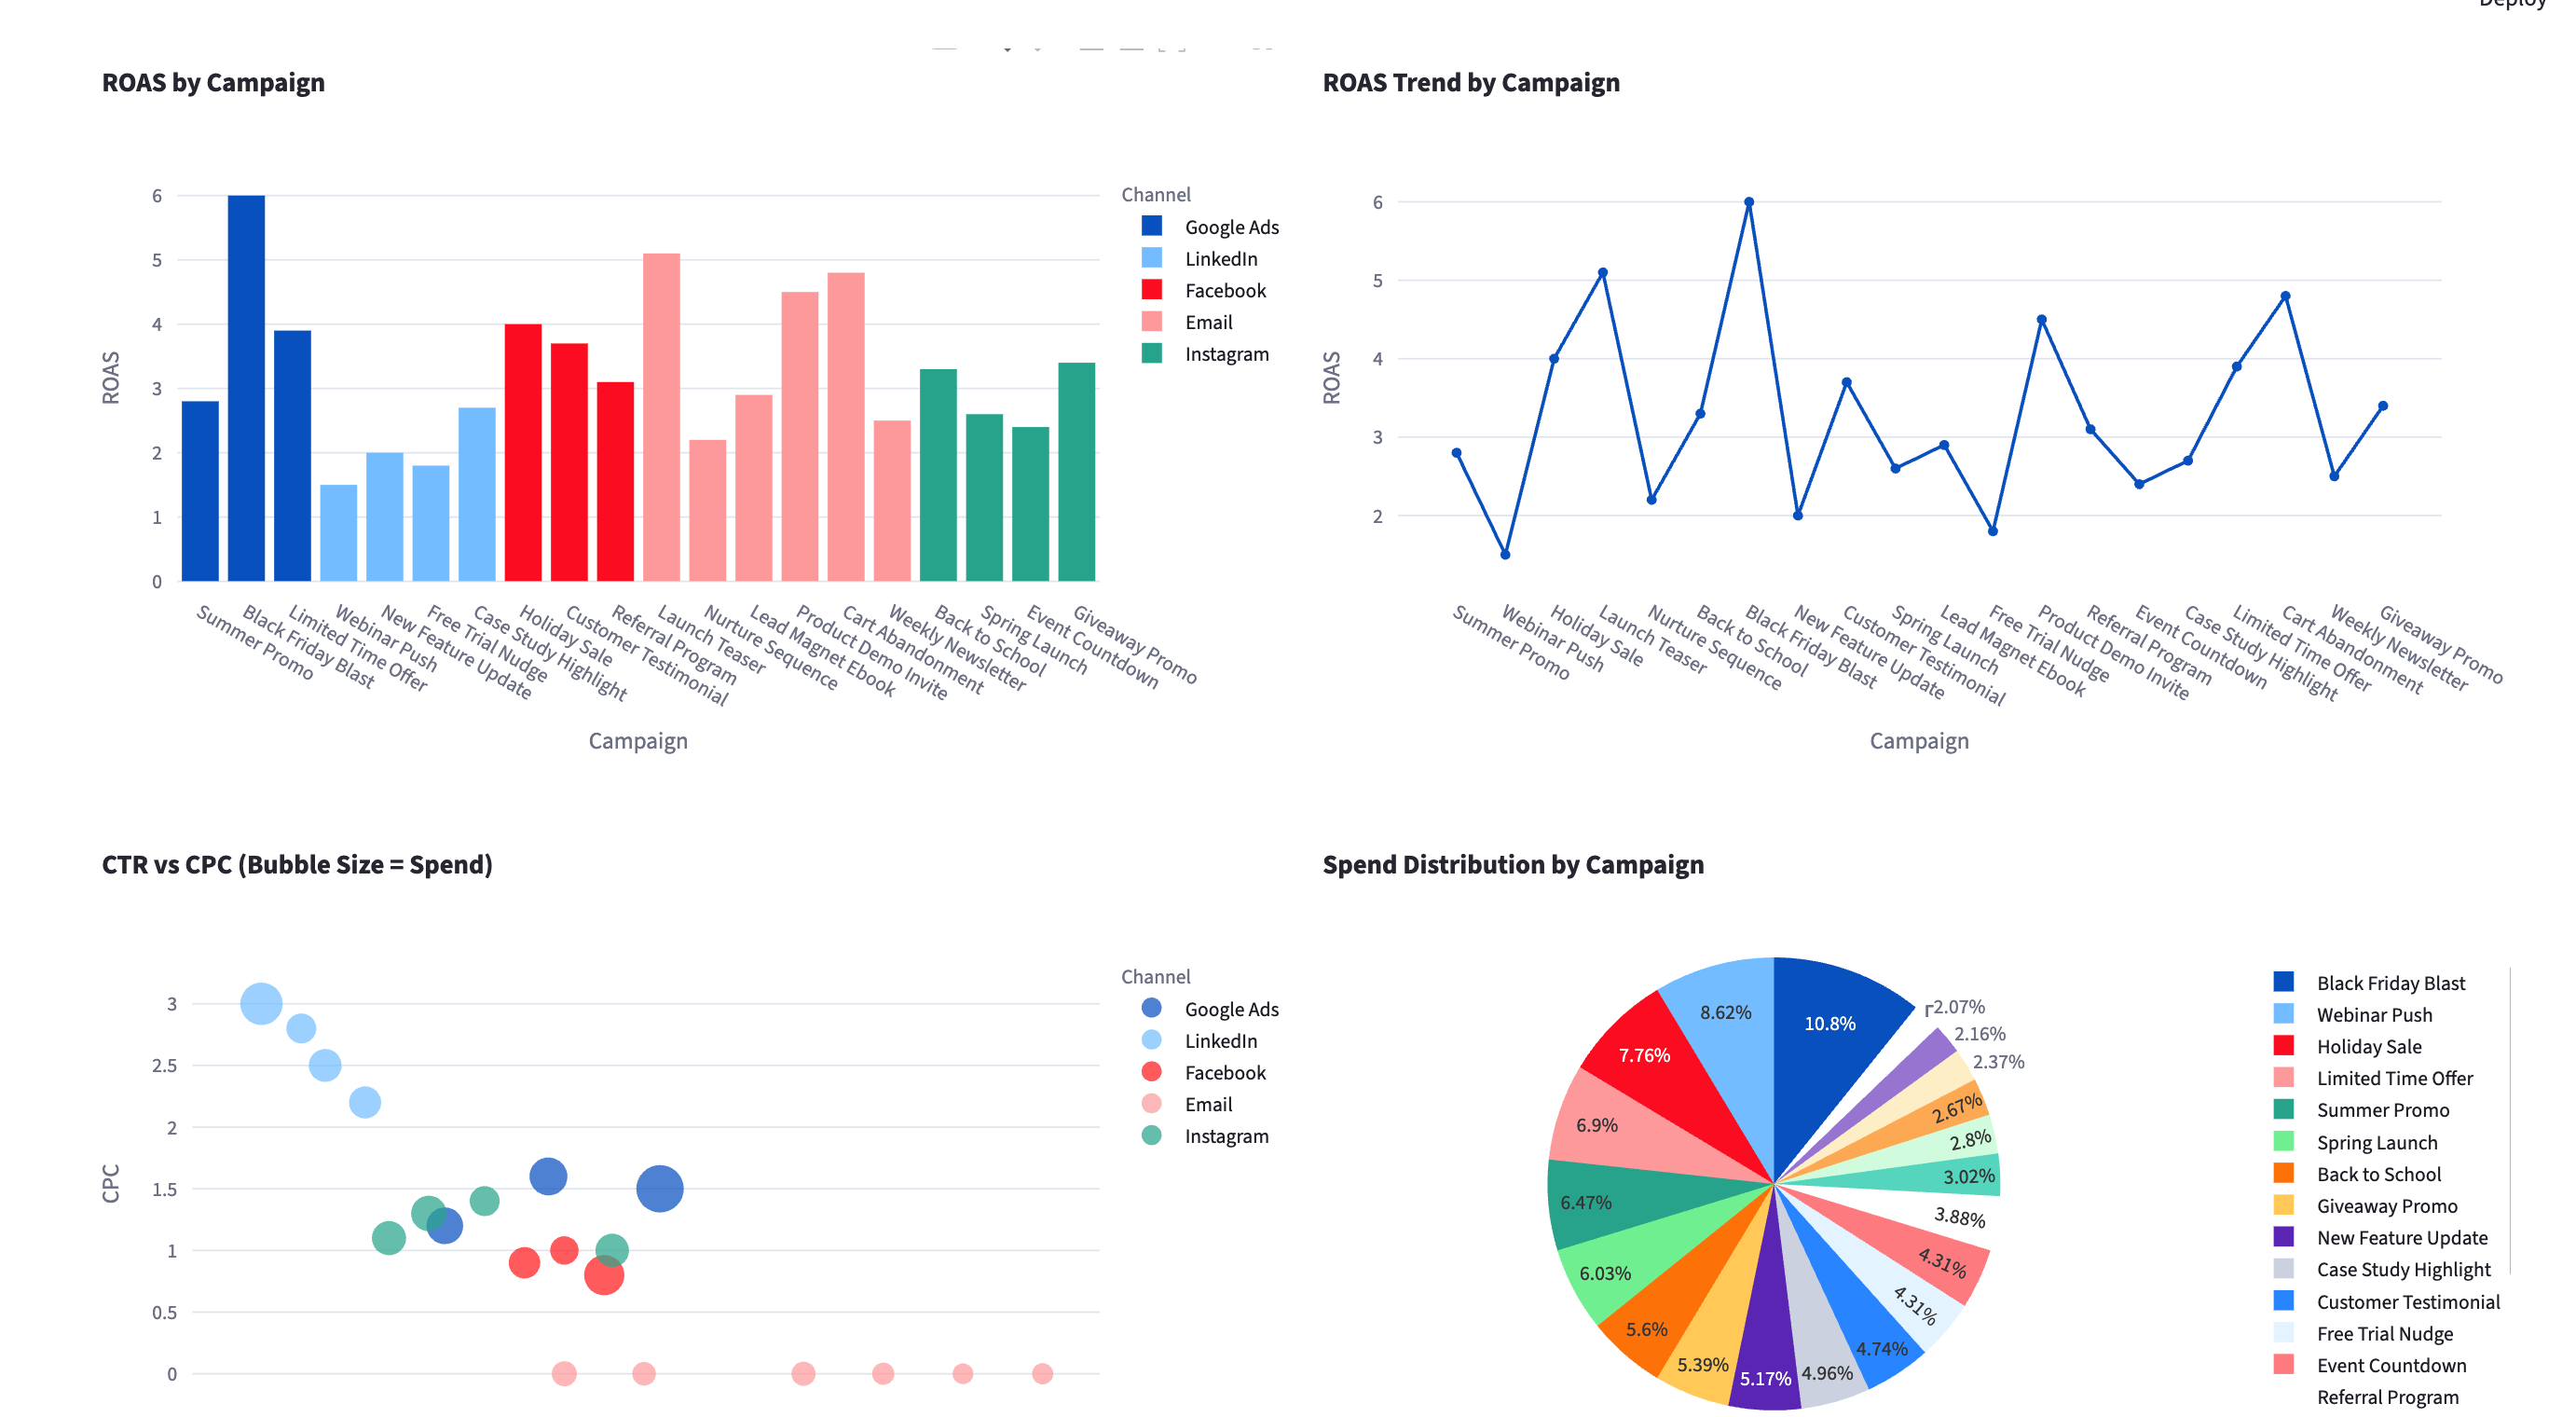 Deploy
ROAS by Campaign
ROAS
6
5
4
3
2
1
0
Summer Promo
Black Friday Blast
Limited Time Offer
Webinar Push
New Feature Update
Free Trial Nudge
Case Study Highlight
Holiday Sale
Customer Testimonial
Referral Program
Launch Teaser
Nurture Sequence
Lead Magnet Ebook
Product Demo Invite
Cart Abandonment
Weekly Newsletter
Back to School
Spring Launch
Event Countdown
Giveaway Promo
Campaign
Channel
Google Ads
LinkedIn
Facebook
Email
Instagram
ROAS Trend by Campaign
ROAS
6
5
4
3
2
Summer Promo
Webinar Push
Holiday Sale
Launch Teaser
Nurture Sequence
Back to School
Black Friday Blast
New Feature Update
Customer Testimonial
Spring Launch
Lead Magnet Ebook
Free Trial Nudge
Product Demo Invite
Referral Program
Event Countdown
Case Study Highlight
Limited Time Offer
Cart Abandonment
Weekly Newsletter
Giveaway Promo
Campaign
CTR vs CPC (Bubble Size = Spend)
CPC
3
2.5
2
1.5
1
0.5
0
Channel
Google Ads
LinkedIn
Facebook
Email
Instagram
Spend Distribution by Campaign
10.8%
8.62%
7.76%
6.9%
6.47%
6.03%
5.6%
5.39%
5.17%
4.96%
4.74%
4.31%
4.31%
3.88%
3.02%
2.8%
2.67%
2.37%
2.16%
2.07%
Black Friday Blast
Webinar Push
Holiday Sale
Limited Time Offer
Summer Promo
Spring Launch
Back to School
Giveaway Promo
New Feature Update
Case Study Highlight
Customer Testimonial
Free Trial Nudge
Event Countdown
Referral Program